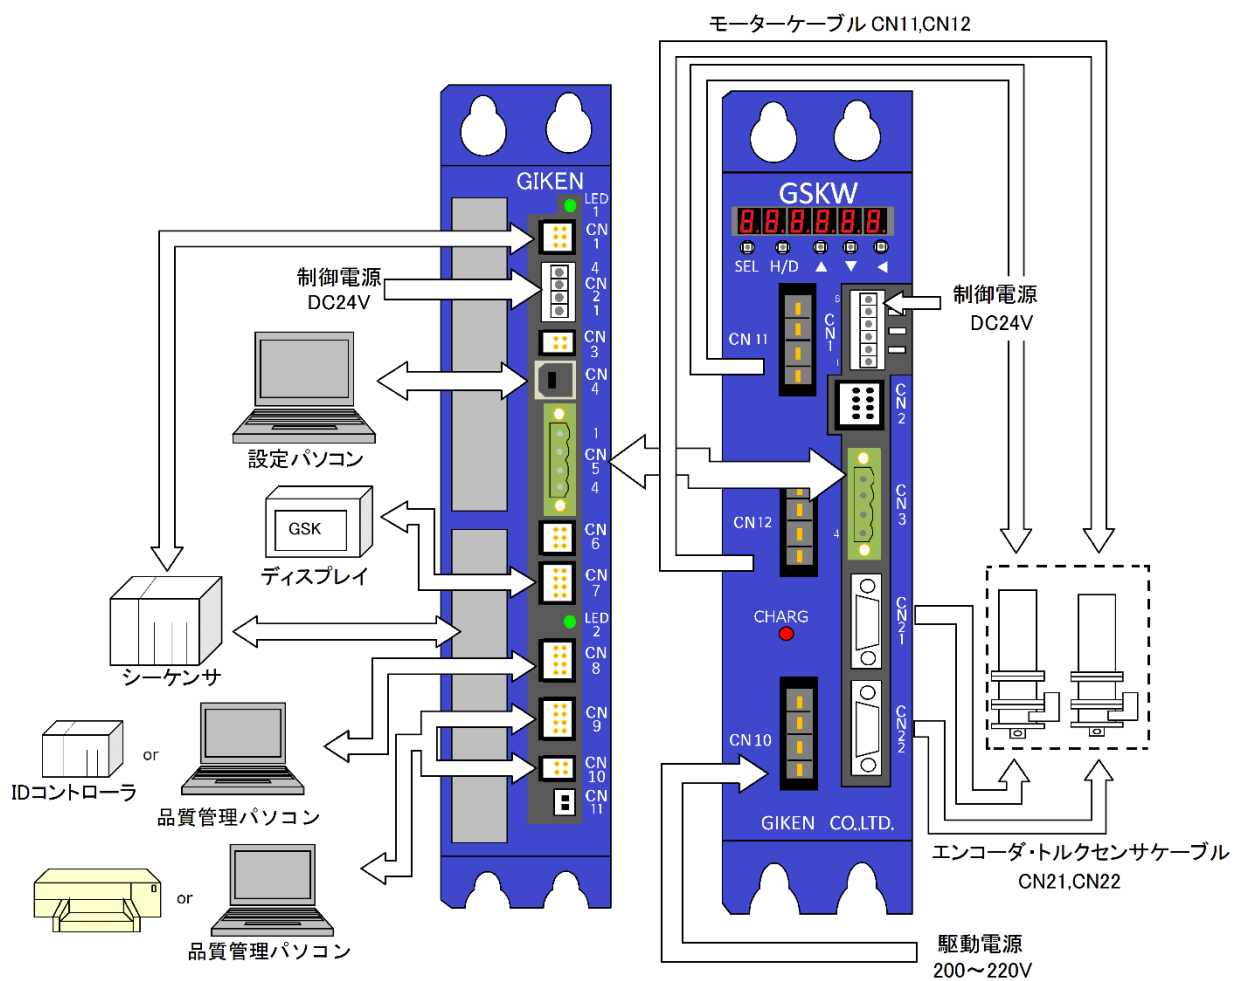 モーターケーブル CN11,CN12
GIKEN
LED
1
CN
1
4
CN
2
1
CN
3
CN
4
1
CN
5
4
CN
6
CN
7
LED
2
CN
8
CN
9
CN
10
CN
11
制御電源
DC24V
設定パソコン
GSK
ディスプレイ
シーケンサ
IDコントローラ
or
品質管理パソコン
or
品質管理パソコン
GSKW
8.8.8.8.8.8.
SEL H/D ▲ ▼ ◀
CN 11
CN
1
6
1
制御電源
DC24V
CN
2
CN
3
4
CN12
CHARG
CN
21
CN
22
CN 10
GIKEN CO.,LTD.
エンコーダ・トルクセンサケーブル
CN21,CN22
駆動電源
200～220V